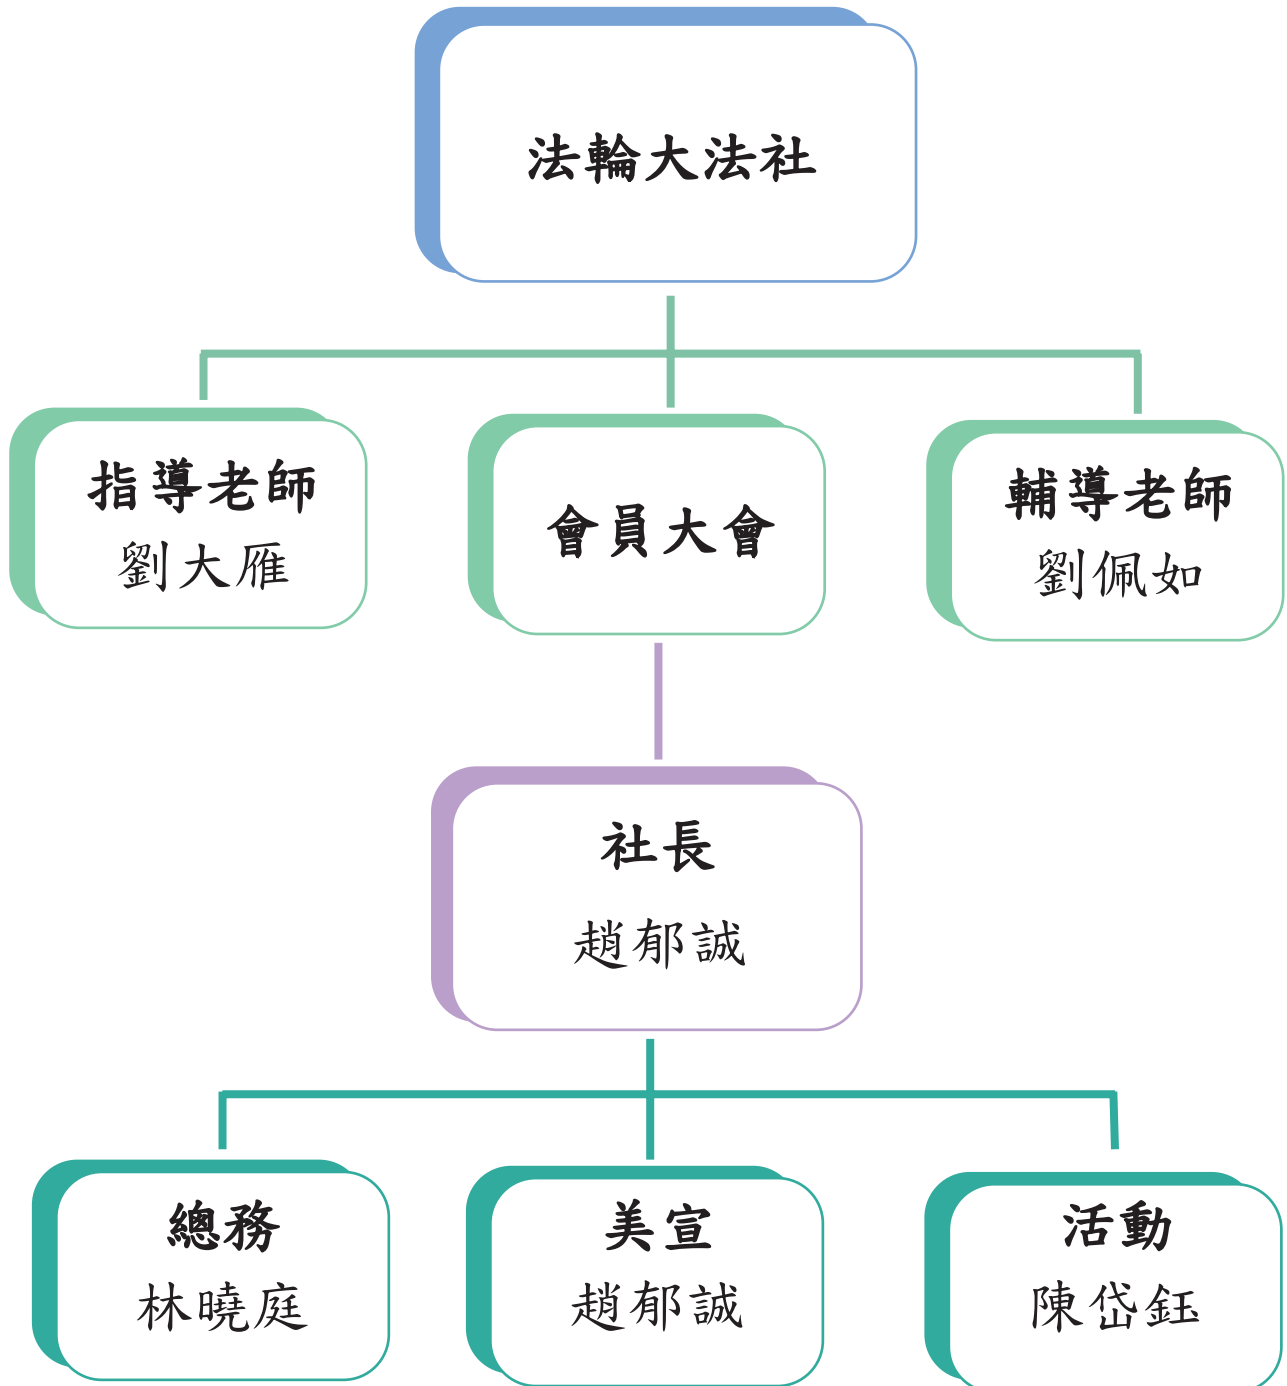 法輪大法社
指導老師
劉大雁
會員大會
輔導老師
劉佩如
社長
趙郁誠
總務
林曉庭
美宣
趙郁誠
活動
陳岱鈺